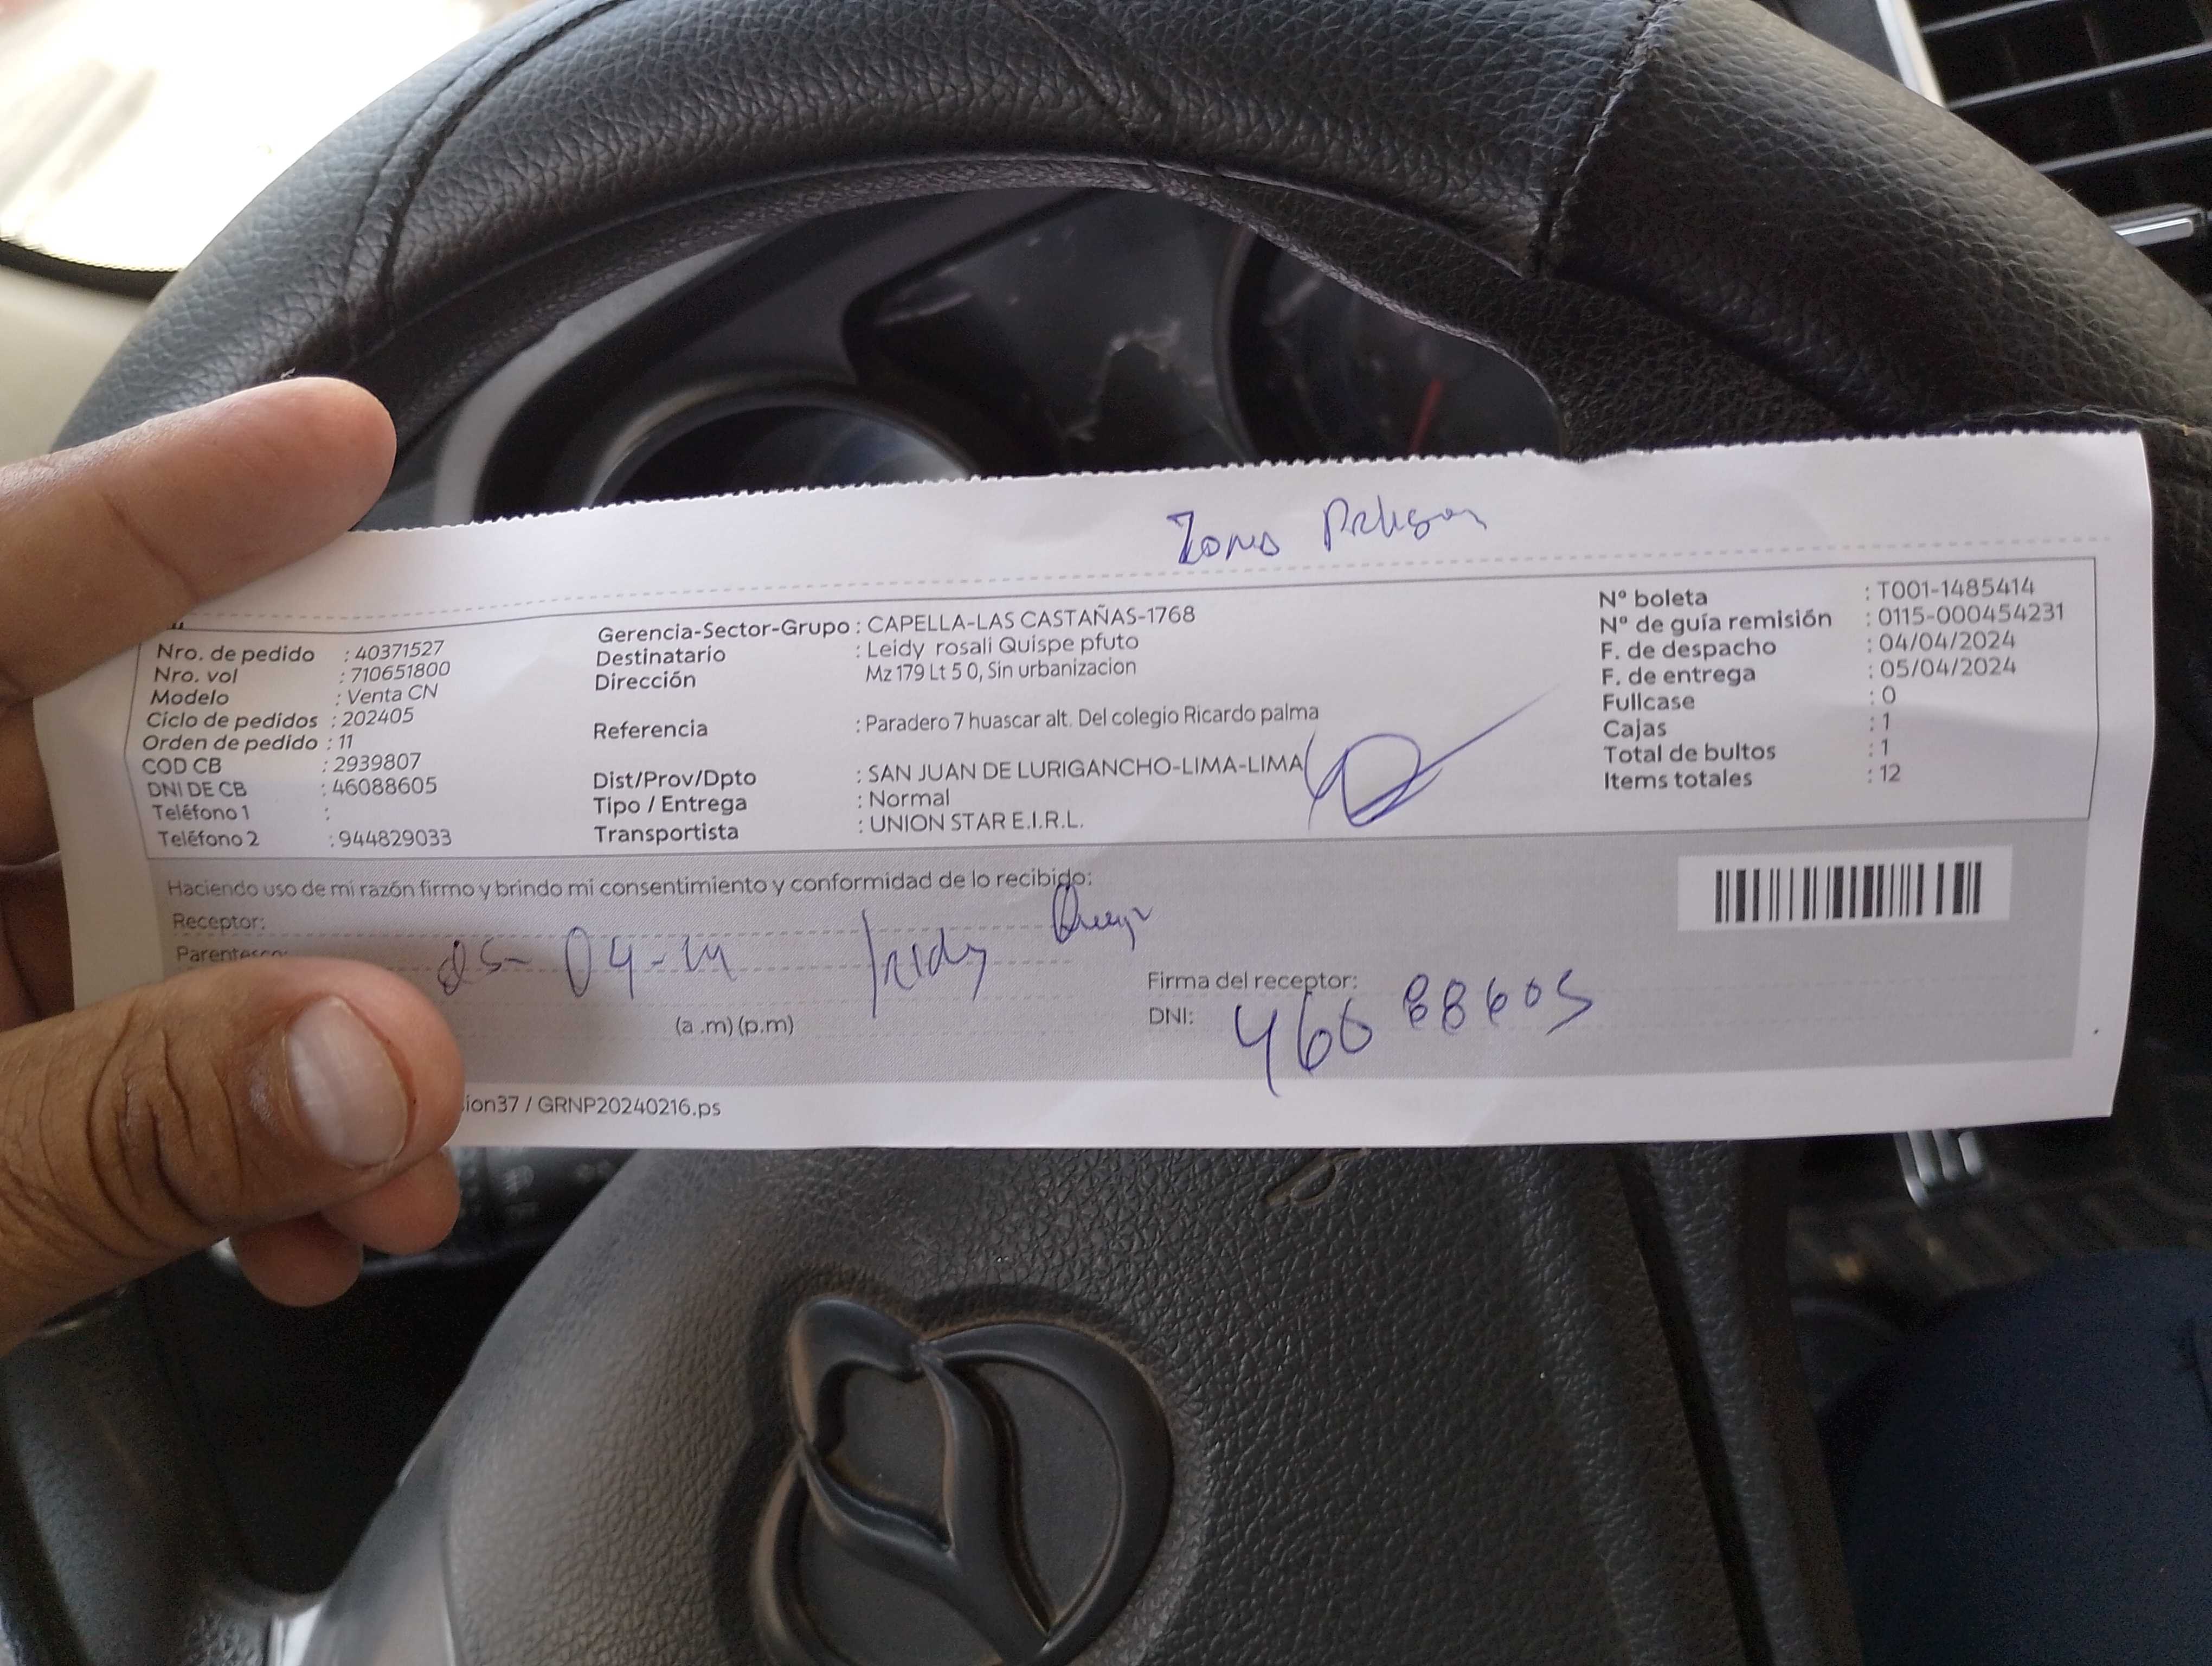 Zona Peligrosa
Nro. de pedido : 40371527
Nro. vol : 710651800
Modelo : Venta CN
Ciclo de pedidos : 202405
Orden de pedido : 11
COD CB : 2939807
DNI DE CB : 46088605
Teléfono 1 :
Teléfono 2 : 944829033
Gerencia-Sector-Grupo : CAPELLA-LAS CASTAÑAS-1768
Destinatario : Leidy rosali Quispe pfuto
Dirección Mz 179 Lt 5 0, Sin urbanizacion
Referencia : Paradero 7 huascar alt. Del colegio Ricardo palma
Dist/Prov/Dpto : SAN JUAN DE LURIGANCHO-LIMA-LIMA
Tipo / Entrega : Normal
Transportista : UNION STAR E.I.R.L.
Nº boleta : T001-1485414
Nº de guía remisión : 0115-000454231
F. de despacho : 04/04/2024
F. de entrega : 05/04/2024
Fullcase : 0
Cajas : 1
Total de bultos : 1
Items totales : 12
Haciendo uso de mi razón firmo y brindo mi consentimiento y conformidad de lo recibido:
Receptor:
Parentesco:
05-04-24 Leidy
(a .m) (p.m)
Firma del receptor:
DNI: 46088605
ion37 / GRNP20240216.ps